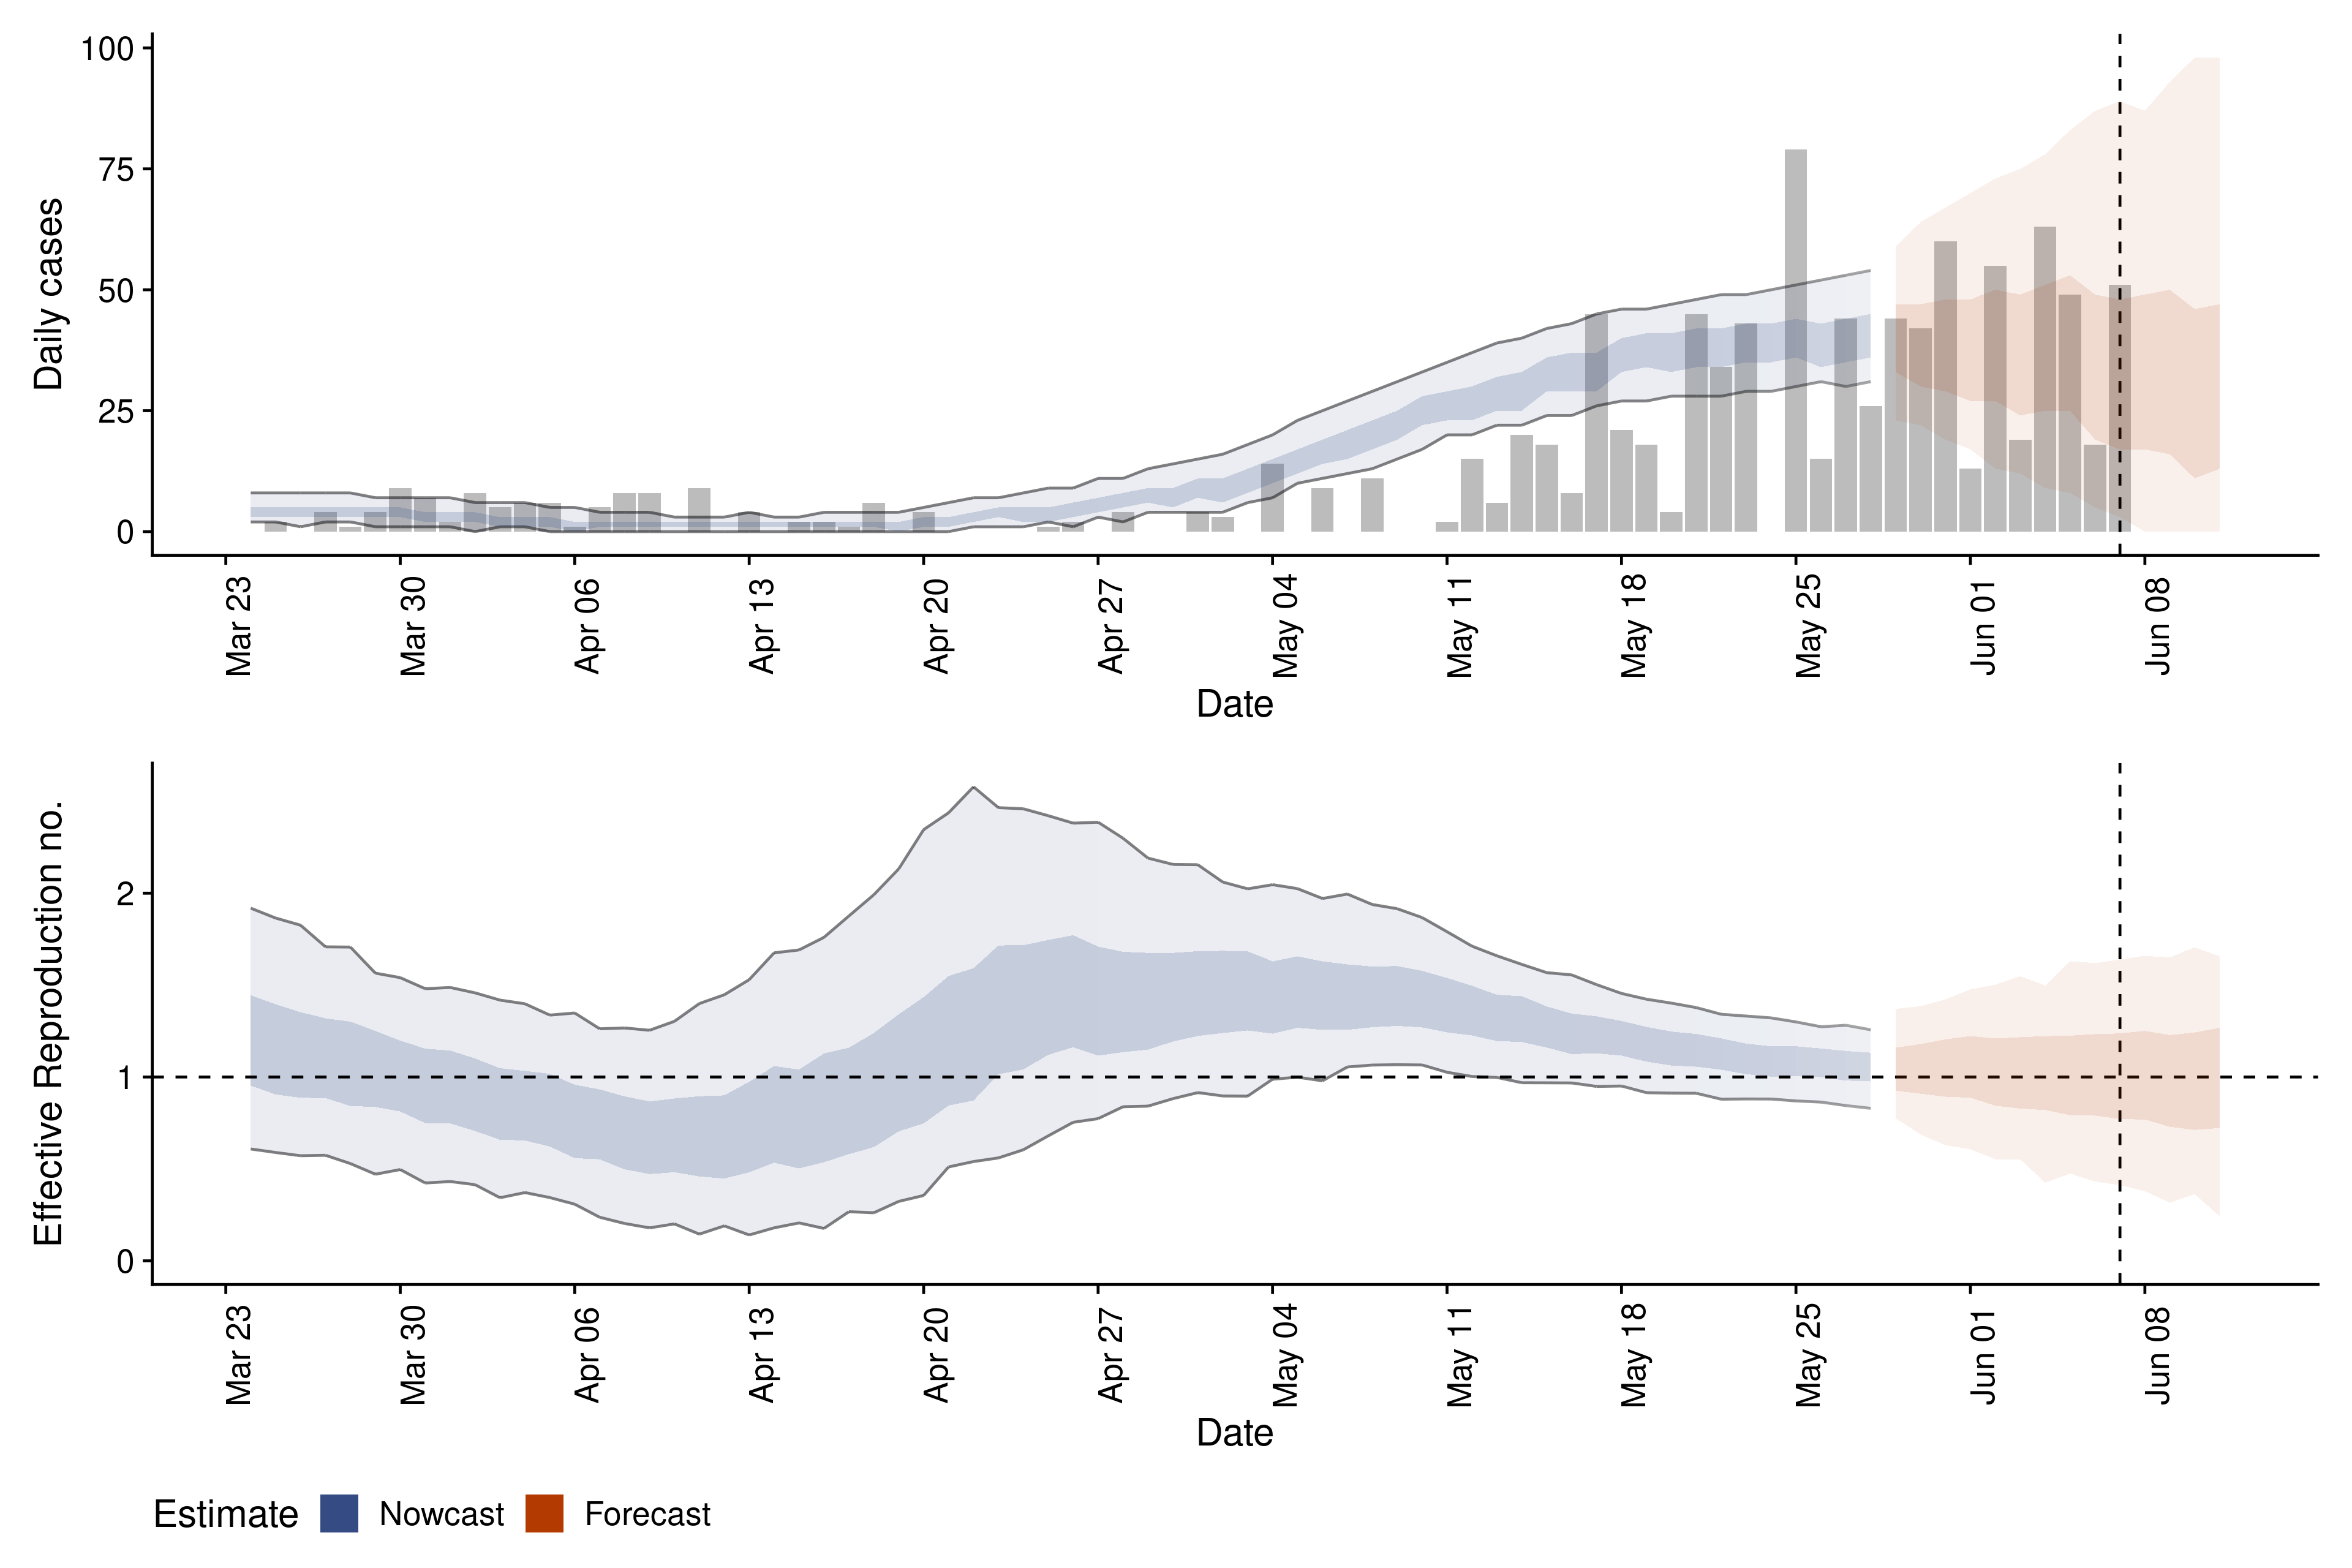 Daily cases
100
75
50
25
0
Mar 23
Mar 30
Apr 06
Apr 13
Apr 20
Apr 27
May 04
May 11
May 18
May 25
Jun 01
Jun 08
Date
Effective Reproduction no.
2
1
0
Mar 23
Mar 30
Apr 06
Apr 13
Apr 20
Apr 27
May 04
May 11
May 18
May 25
Jun 01
Jun 08
Date
Estimate Nowcast Forecast